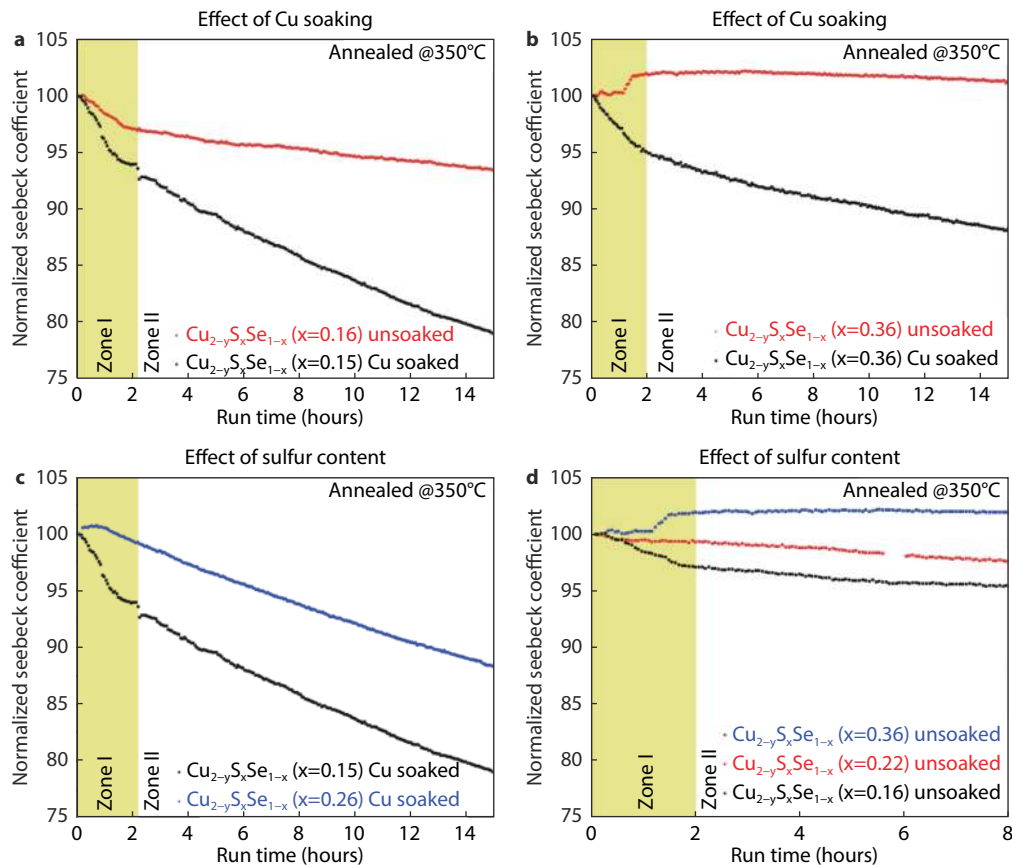 Effect of Cu soaking
a
105
Annealed @350°C
100
95
90
85
80
75
Normalized seebeck coefficient
Zone I
Zone II
Cu2–ySxSe1–x (x=0.16) unsoaked
Cu2–ySxSe1–x (x=0.15) Cu soaked
0 2 4 6 8 10 12 14
Run time (hours)
Effect of Cu soaking
b
105
Annealed @350°C
100
95
90
85
80
75
Normalized seebeck coefficient
Zone I
Zone II
Cu2–ySxSe1–x (x=0.36) unsoaked
Cu2–ySxSe1–x (x=0.36) Cu soaked
0 2 4 6 8 10 12 14
Run time (hours)
Effect of sulfur content
c
105
Annealed @350°C
100
95
90
85
80
75
Normalized seebeck coefficient
Zone I
Zone II
Cu2–ySxSe1–x (x=0.15) Cu soaked
Cu2–ySxSe1–x (x=0.26) Cu soaked
0 2 4 6 8 10 12 14
Run time (hours)
Effect of sulfur content
d
105
Annealed @350°C
100
95
90
85
80
75
Normalized seebeck coefficient
Zone I
Zone II
Cu2–ySxSe1–x (x=0.36) unsoaked
Cu2–ySxSe1–x (x=0.22) unsoaked
Cu2–ySxSe1–x (x=0.16) unsoaked
0 2 4 6 8
Run time (hours)